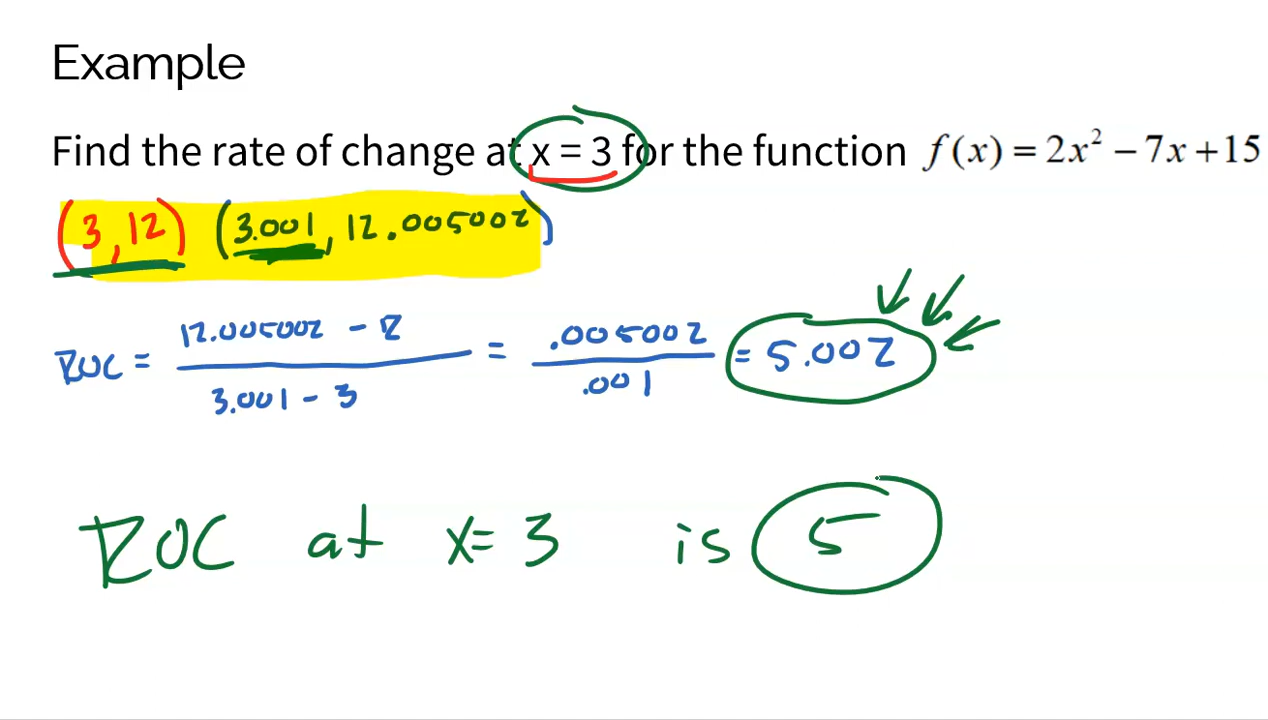 Example
Find the rate of change at x = 3 for the function f(x) = 2x² − 7x + 15
(3, 12) (3.001, 12.005002)
ROC = 12.005002 - 12 / 3.001 - 3 = .005002 / .001 = 5.002
ROC at x = 3 is 5